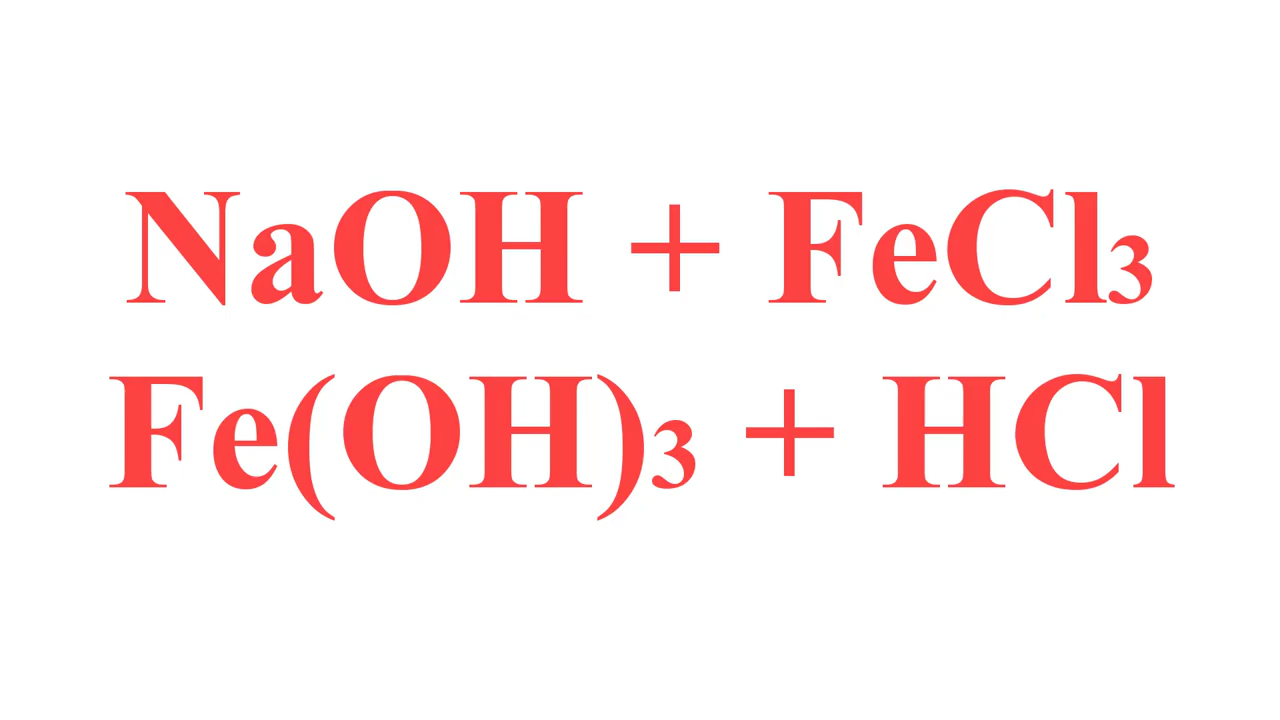 NaOH + FeCl₃
Fe(OH)₃ + HCl